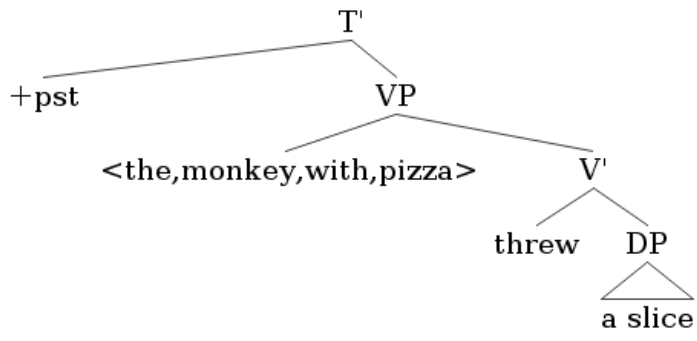 T'
+pst VP
<the,monkey,with,pizza> V'
threw DP
a slice